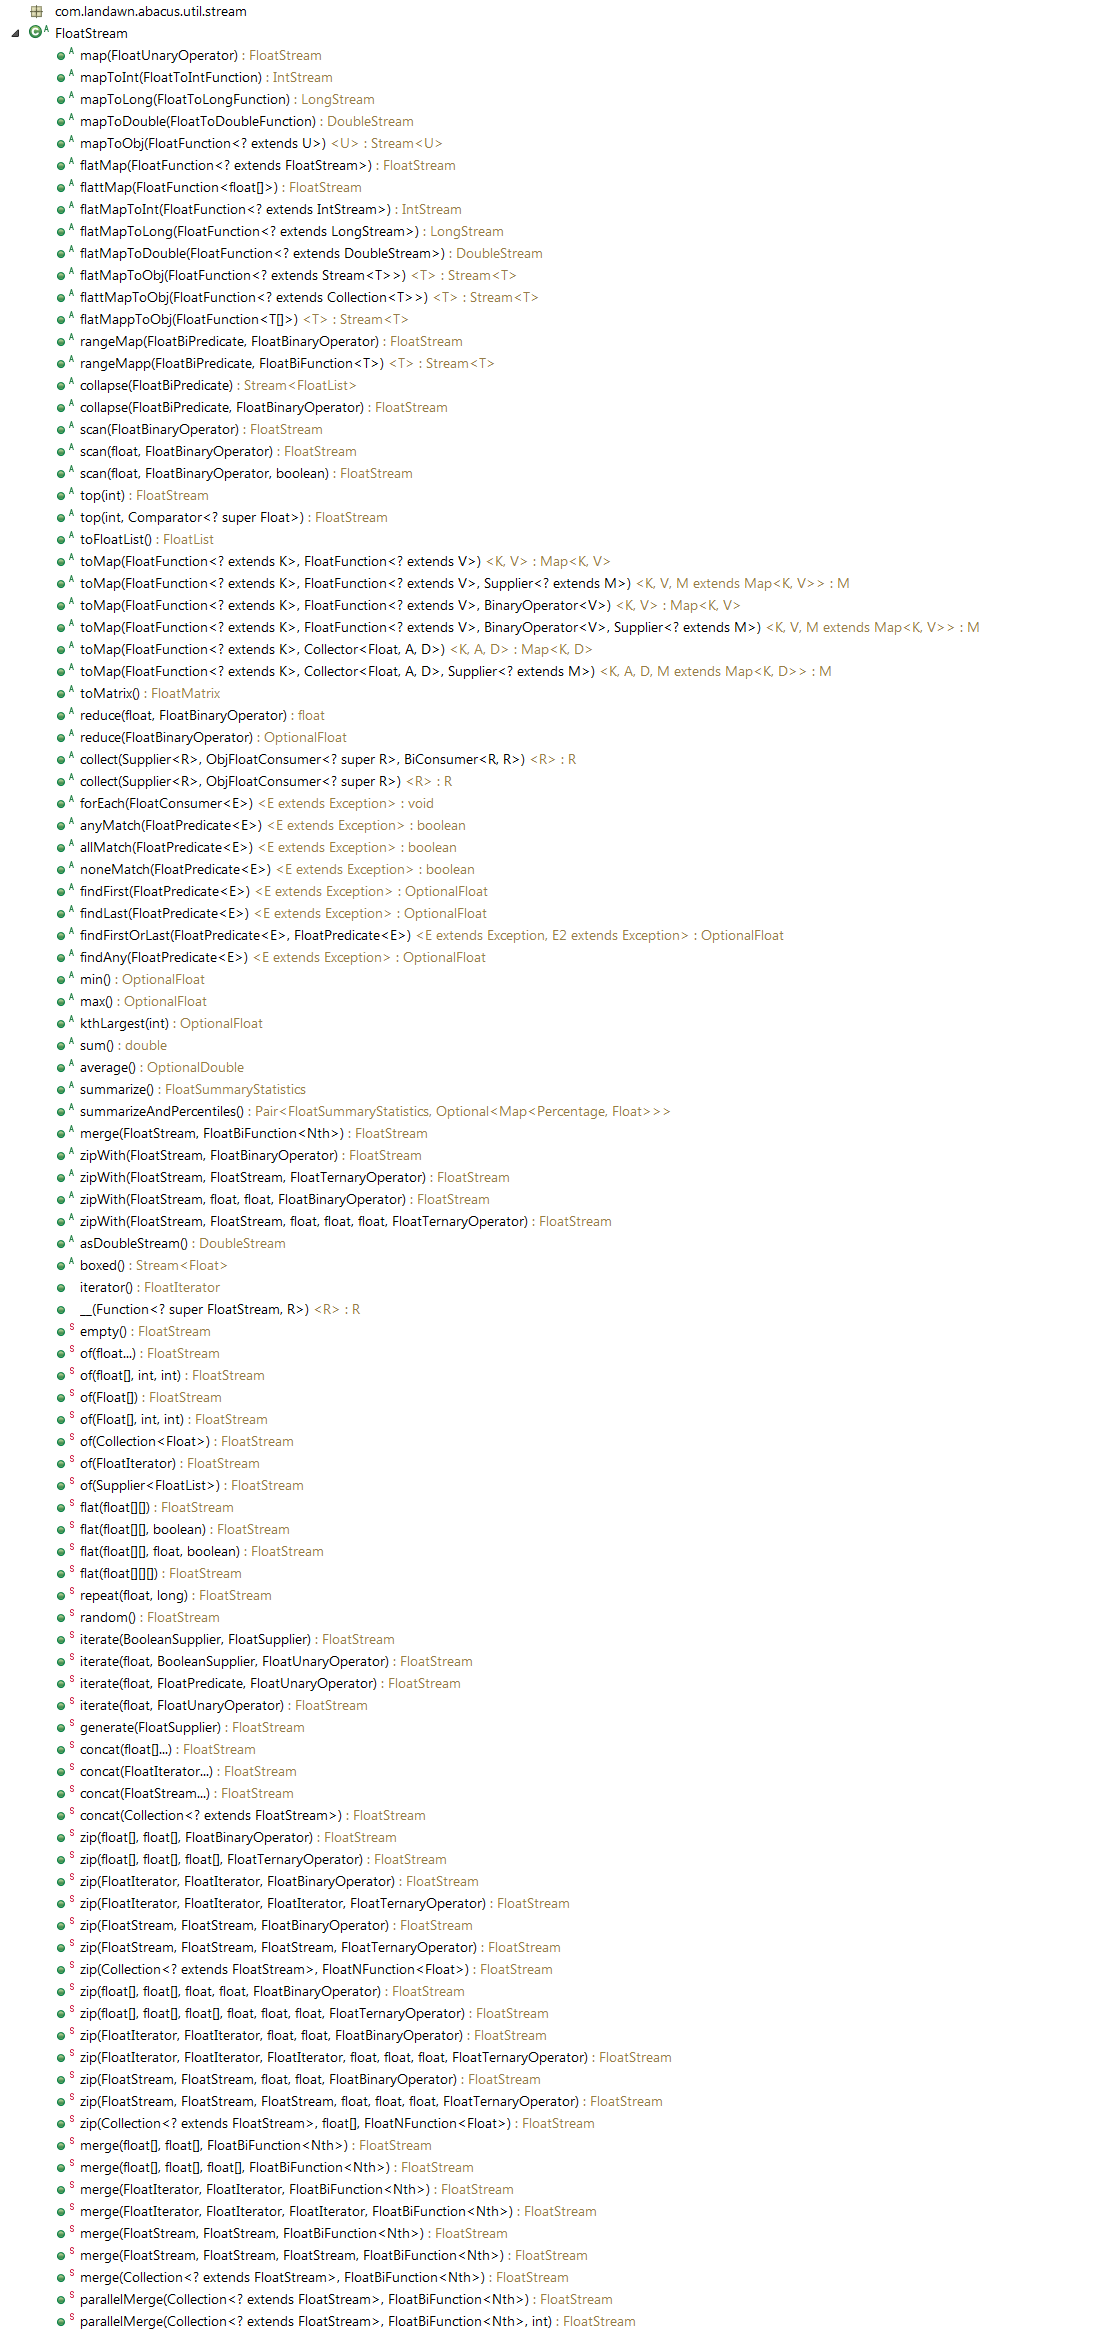 com.landawn.abacus.util.stream
C A FloatStream
A map(FloatUnaryOperator) : FloatStream
A mapToInt(FloatToIntFunction) : IntStream
A mapToLong(FloatToLongFunction) : LongStream
A mapToDouble(FloatToDoubleFunction) : DoubleStream
A mapToObj(FloatFunction<? extends U>) <U> : Stream<U>
A flatMap(FloatFunction<? extends FloatStream>) : FloatStream
A flattMap(FloatFunction<float[]>) : FloatStream
A flatMapToInt(FloatFunction<? extends IntStream>) : IntStream
A flatMapToLong(FloatFunction<? extends LongStream>) : LongStream
A flatMapToDouble(FloatFunction<? extends DoubleStream>) : DoubleStream
A flatMapToObj(FloatFunction<? extends Stream<T>>) <T> : Stream<T>
A flattMapToObj(FloatFunction<? extends Collection<T>>) <T> : Stream<T>
A flatMappToObj(FloatFunction<T[]>) <T> : Stream<T>
A rangeMap(FloatBiPredicate, FloatBinaryOperator) : FloatStream
A rangeMapp(FloatBiPredicate, FloatBiFunction<T>) <T> : Stream<T>
A collapse(FloatBiPredicate) : Stream<FloatList>
A collapse(FloatBiPredicate, FloatBinaryOperator) : FloatStream
A scan(FloatBinaryOperator) : FloatStream
A scan(float, FloatBinaryOperator) : FloatStream
A scan(float, FloatBinaryOperator, boolean) : FloatStream
A top(int) : FloatStream
A top(int, Comparator<? super Float>) : FloatStream
A toFloatList() : FloatList
A toMap(FloatFunction<? extends K>, FloatFunction<? extends V>) <K, V> : Map<K, V>
A toMap(FloatFunction<? extends K>, FloatFunction<? extends V>, Supplier<? extends M>) <K, V, M extends Map<K, V>> : M
A toMap(FloatFunction<? extends K>, FloatFunction<? extends V>, BinaryOperator<V>) <K, V> : Map<K, V>
A toMap(FloatFunction<? extends K>, FloatFunction<? extends V>, BinaryOperator<V>, Supplier<? extends M>) <K, V, M extends Map<K, V>> : M
A toMap(FloatFunction<? extends K>, Collector<Float, A, D>) <K, A, D> : Map<K, D>
A toMap(FloatFunction<? extends K>, Collector<Float, A, D>, Supplier<? extends M>) <K, A, D, M extends Map<K, D>> : M
A toMatrix() : FloatMatrix
A reduce(float, FloatBinaryOperator) : float
A reduce(FloatBinaryOperator) : OptionalFloat
A collect(Supplier<R>, ObjFloatConsumer<? super R>, BiConsumer<R, R>) <R> : R
A collect(Supplier<R>, ObjFloatConsumer<? super R>) <R> : R
A forEach(FloatConsumer<E>) <E extends Exception> : void
A anyMatch(FloatPredicate<E>) <E extends Exception> : boolean
A allMatch(FloatPredicate<E>) <E extends Exception> : boolean
A noneMatch(FloatPredicate<E>) <E extends Exception> : boolean
A findFirst(FloatPredicate<E>) <E extends Exception> : OptionalFloat
A findLast(FloatPredicate<E>) <E extends Exception> : OptionalFloat
A findFirstOrLast(FloatPredicate<E>, FloatPredicate<E>) <E extends Exception, E2 extends Exception> : OptionalFloat
A findAny(FloatPredicate<E>) <E extends Exception> : OptionalFloat
A min() : OptionalFloat
A max() : OptionalFloat
A kthLargest(int) : OptionalFloat
A sum() : double
A average() : OptionalDouble
A summarize() : FloatSummaryStatistics
A summarizeAndPercentiles() : Pair<FloatSummaryStatistics, Optional<Map<Percentage, Float>>>
A merge(FloatStream, FloatBiFunction<Nth>) : FloatStream
A zipWith(FloatStream, FloatBinaryOperator) : FloatStream
A zipWith(FloatStream, FloatStream, FloatTernaryOperator) : FloatStream
A zipWith(FloatStream, float, float, FloatBinaryOperator) : FloatStream
A zipWith(FloatStream, FloatStream, float, float, float, FloatTernaryOperator) : FloatStream
A asDoubleStream() : DoubleStream
A boxed() : Stream<Float>
iterator() : FloatIterator
__(Function<? super FloatStream, R>) <R> : R
S empty() : FloatStream
S of(float...) : FloatStream
S of(float[], int, int) : FloatStream
S of(Float[]) : FloatStream
S of(Float[], int, int) : FloatStream
S of(Collection<Float>) : FloatStream
S of(FloatIterator) : FloatStream
S of(Supplier<FloatList>) : FloatStream
S flat(float[][]) : FloatStream
S flat(float[][], boolean) : FloatStream
S flat(float[][], float, boolean) : FloatStream
S flat(float[][][]) : FloatStream
S repeat(float, long) : FloatStream
S random() : FloatStream
S iterate(BooleanSupplier, FloatSupplier) : FloatStream
S iterate(float, BooleanSupplier, FloatUnaryOperator) : FloatStream
S iterate(float, FloatPredicate, FloatUnaryOperator) : FloatStream
S iterate(float, FloatUnaryOperator) : FloatStream
S generate(FloatSupplier) : FloatStream
S concat(float[]...) : FloatStream
S concat(FloatIterator...) : FloatStream
S concat(FloatStream...) : FloatStream
S concat(Collection<? extends FloatStream>) : FloatStream
S zip(float[], float[], FloatBinaryOperator) : FloatStream
S zip(float[], float[], float[], FloatTernaryOperator) : FloatStream
S zip(FloatIterator, FloatIterator, FloatBinaryOperator) : FloatStream
S zip(FloatIterator, FloatIterator, FloatIterator, FloatTernaryOperator) : FloatStream
S zip(FloatStream, FloatStream, FloatBinaryOperator) : FloatStream
S zip(FloatStream, FloatStream, FloatStream, FloatTernaryOperator) : FloatStream
S zip(Collection<? extends FloatStream>, FloatNFunction<Float>) : FloatStream
S zip(float[], float[], float, float, FloatBinaryOperator) : FloatStream
S zip(float[], float[], float[], float, float, float, FloatTernaryOperator) : FloatStream
S zip(FloatIterator, FloatIterator, float, float, FloatBinaryOperator) : FloatStream
S zip(FloatIterator, FloatIterator, FloatIterator, float, float, float, FloatTernaryOperator) : FloatStream
S zip(FloatStream, FloatStream, float, float, FloatBinaryOperator) : FloatStream
S zip(FloatStream, FloatStream, FloatStream, float, float, float, FloatTernaryOperator) : FloatStream
S zip(Collection<? extends FloatStream>, float[], FloatNFunction<Float>) : FloatStream
S merge(float[], float[], FloatBiFunction<Nth>) : FloatStream
S merge(float[], float[], float[], FloatBiFunction<Nth>) : FloatStream
S merge(FloatIterator, FloatIterator, FloatBiFunction<Nth>) : FloatStream
S merge(FloatIterator, FloatIterator, FloatIterator, FloatBiFunction<Nth>) : FloatStream
S merge(FloatStream, FloatStream, FloatBiFunction<Nth>) : FloatStream
S merge(FloatStream, FloatStream, FloatStream, FloatBiFunction<Nth>) : FloatStream
S merge(Collection<? extends FloatStream>, FloatBiFunction<Nth>) : FloatStream
S parallelMerge(Collection<? extends FloatStream>, FloatBiFunction<Nth>) : FloatStream
S parallelMerge(Collection<? extends FloatStream>, FloatBiFunction<Nth>, int) : FloatStream